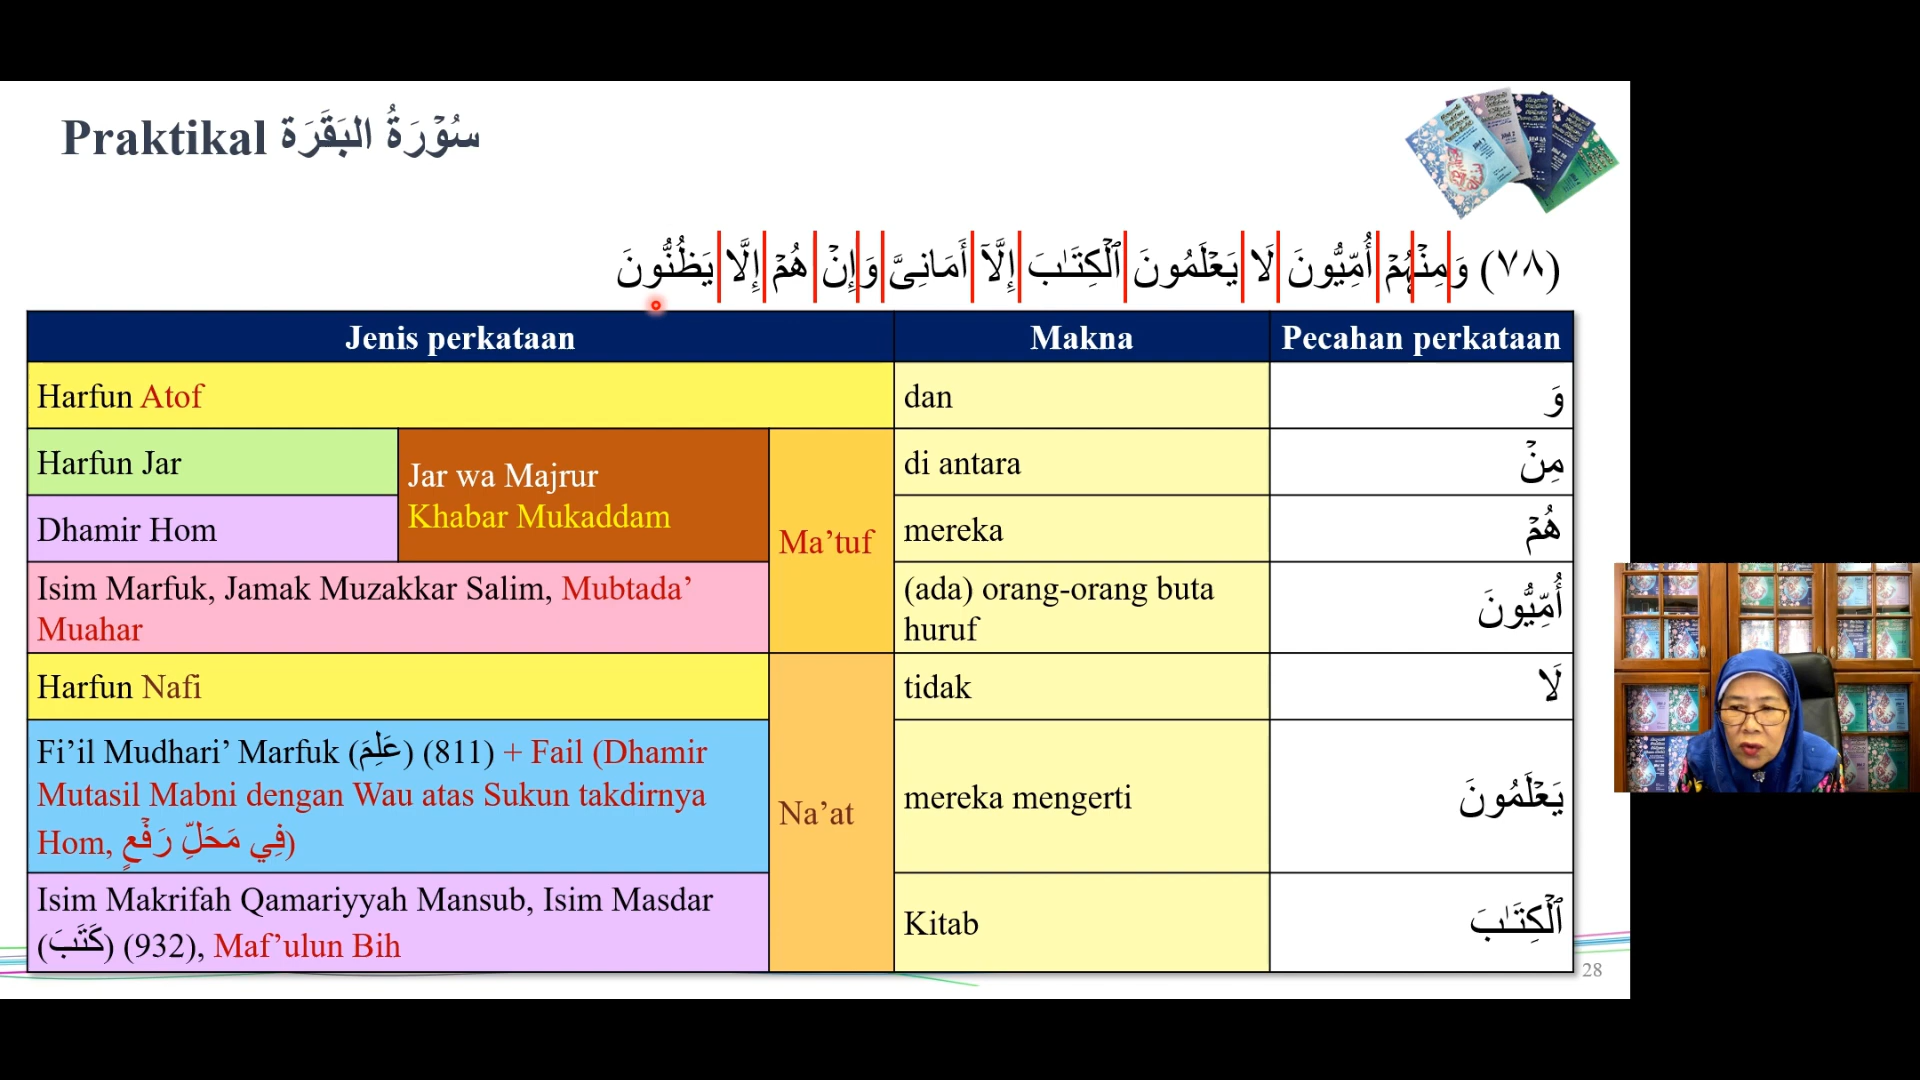 Praktikal سُوْرَةُ البَقَرَة
(٧٨) وَمِنْهُمْ أُمِّيُّونَ لَا يَعْلَمُونَ ٱلْكِتَـٰبَ إِلَّآ أَمَانِىَّ وَإِنْ هُمْ إِلَّا يَظُنُّونَ
Jenis perkataan Makna Pecahan perkataan
Harfun Atof dan وَ
Harfun Jar di antara مِنْ
Jar wa Majrur
Khabar Mukaddam
Dhamir Hom mereka هُمْ
Ma’tuf
Isim Marfuk, Jamak Muzakkar Salim, Mubtada’
Muahar
(ada) orang-orang buta
huruf
أُمِّيُّونَ
Harfun Nafi tidak لَا
Fi’il Mudhari’ Marfuk (عَلِمَ) (811) + Fail (Dhamir
Mutasil Mabni dengan Wau atas Sukun takdirnya
Hom, فِي مَحَلِّ رَفْعٍ)
Na’at
mereka mengerti
يَعْلَمُونَ
Isim Makrifah Qamariyyah Mansub, Isim Masdar
(كَتَبَ) (932), Maf’ulun Bih
Kitab
ٱلْكِتَـٰبَ
28